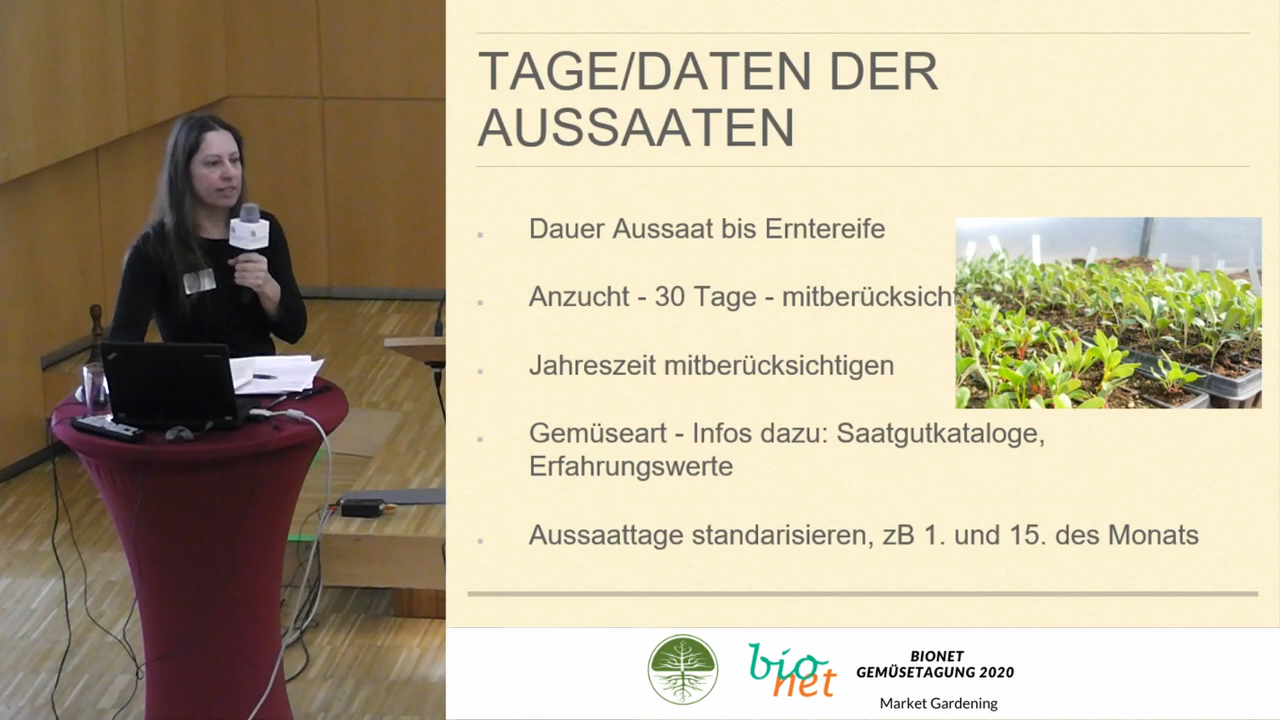 TAGE/DATEN DER
AUSSAATEN
Dauer Aussaat bis Erntereife
Anzucht - 30 Tage - mitberücksicht
Jahreszeit mitberücksichtigen
Gemüseart - Infos dazu: Saatgutkataloge,
Erfahrungswerte
Aussaattage standarisieren, zB 1. und 15. des Monats
bio
net
BIONET
GEMÜSETAGUNG 2020
Market Gardening